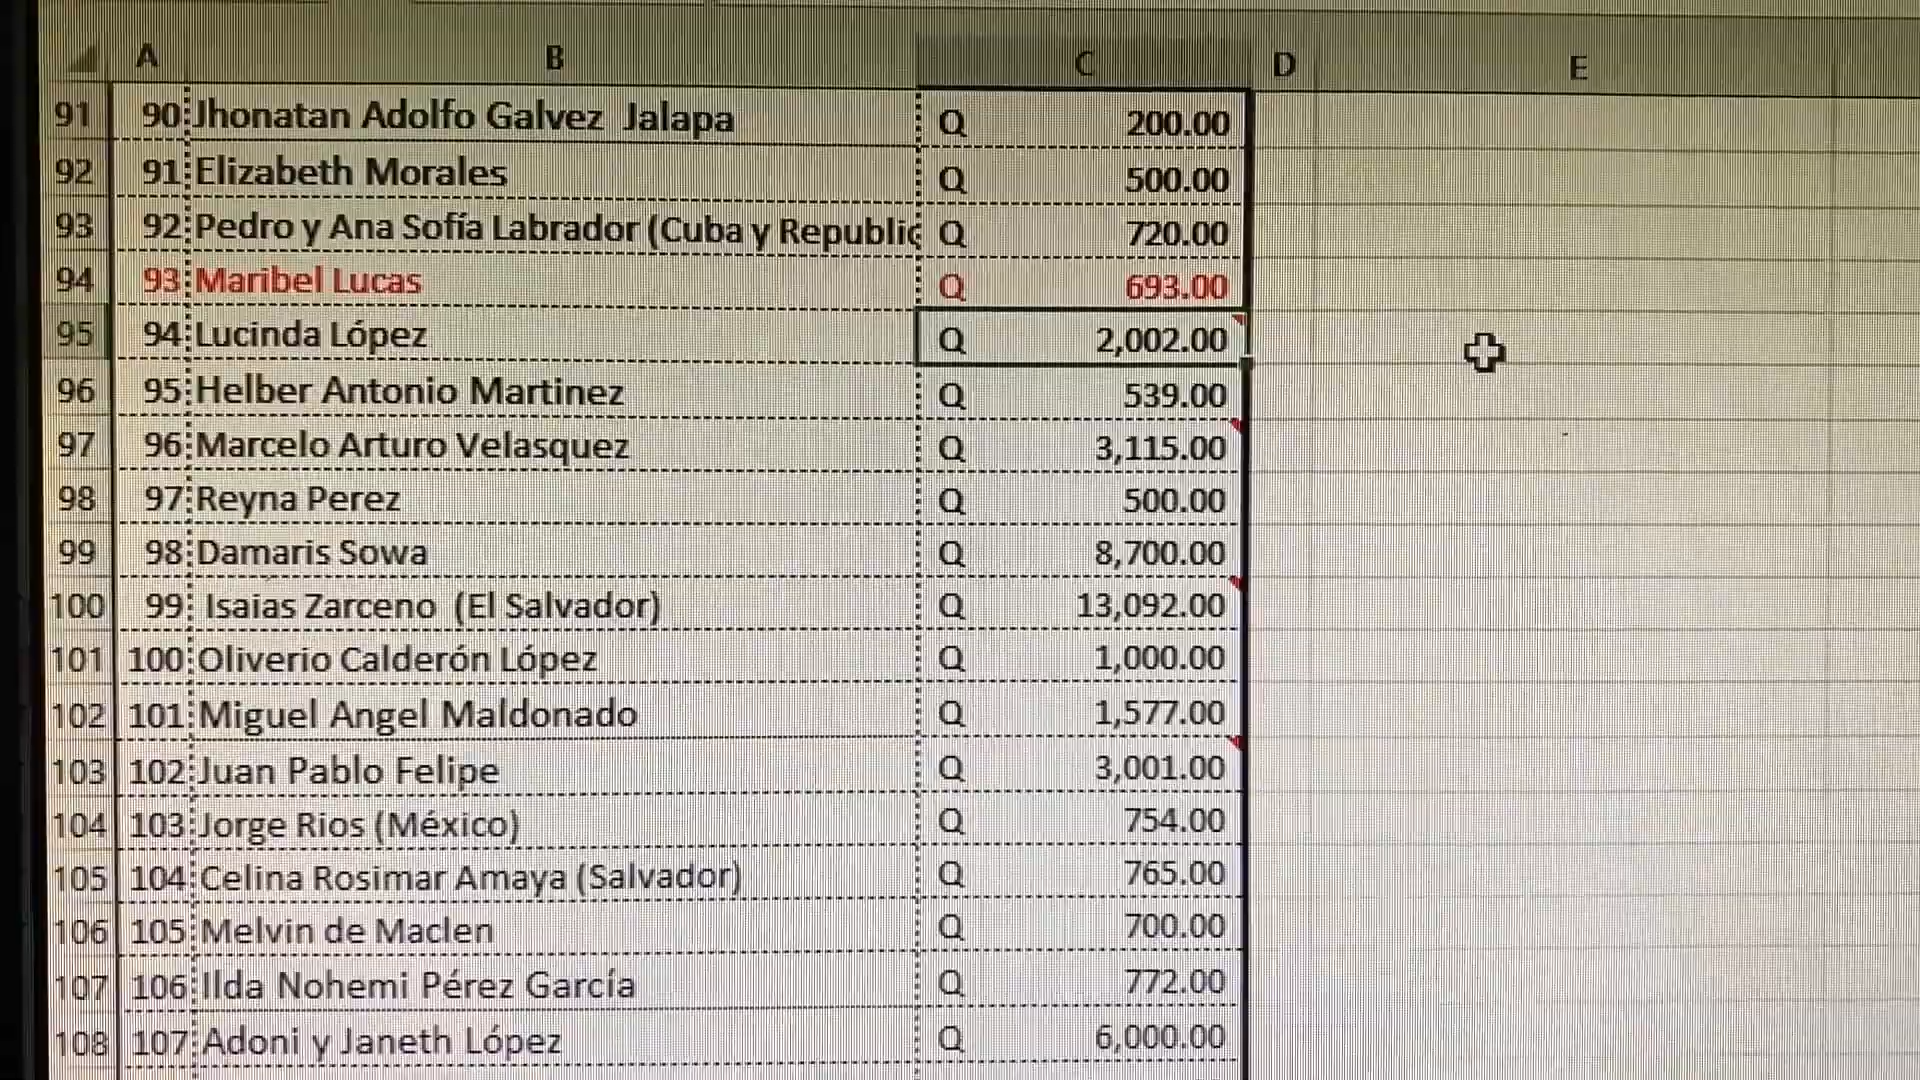 A B C D E
91 90 Jhonatan Adolfo Galvez Jalapa Q 200.00
92 91 Elizabeth Morales Q 500.00
93 92 Pedro y Ana Sofía Labrador (Cuba y Republic Q 720.00
94 93 Maribel Lucas Q 693.00
95 94 Lucinda López Q 2,002.00
96 95 Helber Antonio Martinez Q 539.00
97 96 Marcelo Arturo Velasquez Q 3,115.00
98 97 Reyna Perez Q 500.00
99 98 Damaris Sowa Q 8,700.00
100 99 Isaias Zarceno (El Salvador) Q 13,092.00
101 100 Oliverio Calderón López Q 1,000.00
102 101 Miguel Angel Maldonado Q 1,577.00
103 102 Juan Pablo Felipe Q 3,001.00
104 103 Jorge Rios (México) Q 754.00
105 104 Celina Rosimar Amaya (Salvador) Q 765.00
106 105 Melvin de Maclen Q 700.00
107 106 Ilda Nohemi Pérez García Q 772.00
108 107 Adoni y Janeth López Q 6,000.00